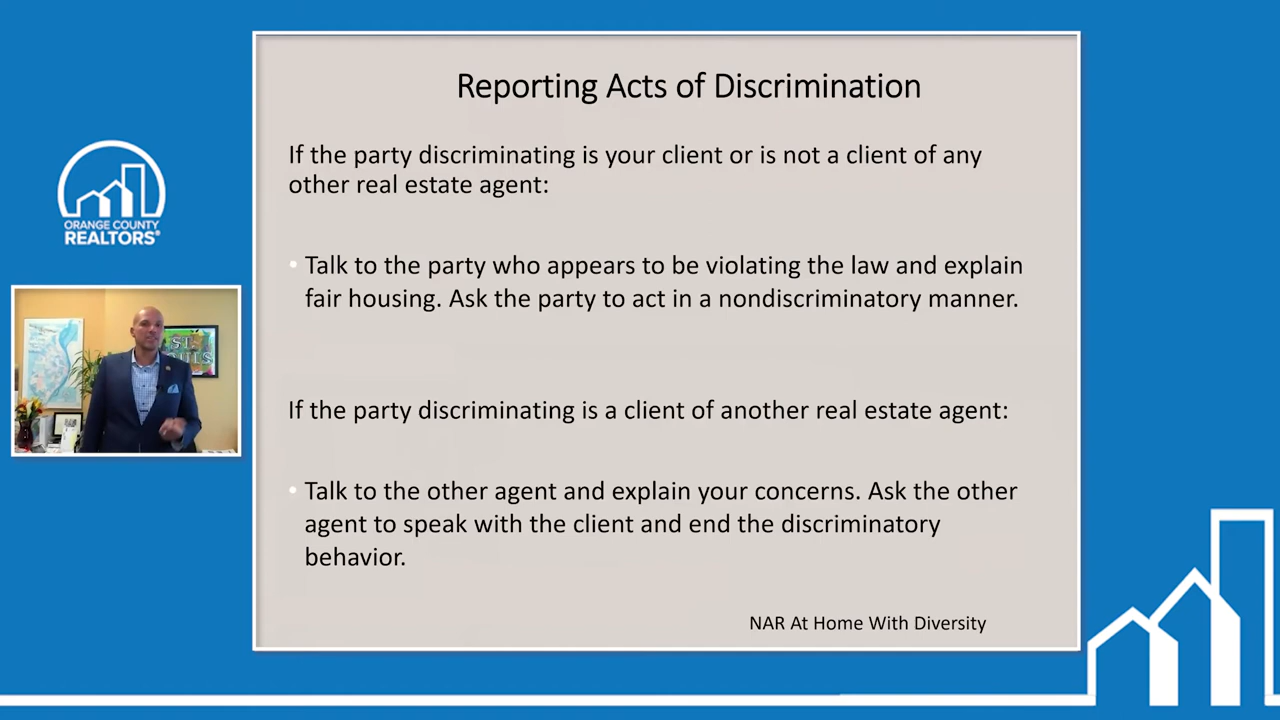 Reporting Acts of Discrimination
If the party discriminating is your client or is not a client of any
other real estate agent:
• Talk to the party who appears to be violating the law and explain
fair housing. Ask the party to act in a nondiscriminatory manner.
If the party discriminating is a client of another real estate agent:
• Talk to the other agent and explain your concerns. Ask the other
agent to speak with the client and end the discriminatory
behavior.
NAR At Home With Diversity
ORANGE COUNTY
REALTORS®